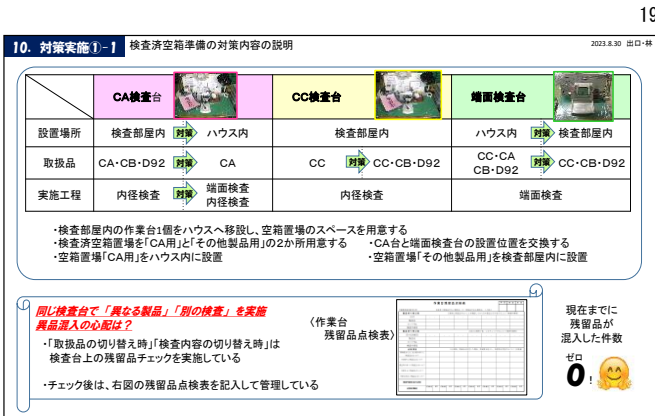 19
10. 対策実施①-1 検査済空箱準備の対策内容の説明
2023.8.30 出口・林
CA検査台 CC検査台 端面検査台
設置場所 検査部屋内 対策 ハウス内 検査部屋内 ハウス内 対策 検査部屋内
取扱品 CA・CB・D92 対策 CA CC 対策 CC・CB・D92 CC・CA CB・D92 対策 CC・CB・D92
実施工程 内径検査 対策 端面検査 内径検査 内径検査 端面検査
・検査部屋内の作業台1個をハウスへ移設し、空箱置場のスペースを用意する
・検査済空箱置場を「CA用」と「その他製品用」の2か所用意する ・CA台と端面検査台の設置位置を交換する
・空箱置場「CA用」をハウス内に設置 ・空箱置場「その他製品用」を検査部屋内に設置
同じ検査台で「異なる製品」「別の検査」を実施
異品混入の心配は？
・「取扱品の切り替え時」「検査内容の切り替え時」は
検査台上の残留品チェックを実施している
・チェック後は、右図の残留品点検表を記入して管理している
〈作業台
残留品点検表〉
現在までに
残留品が
混入した件数
ゼロ
0!